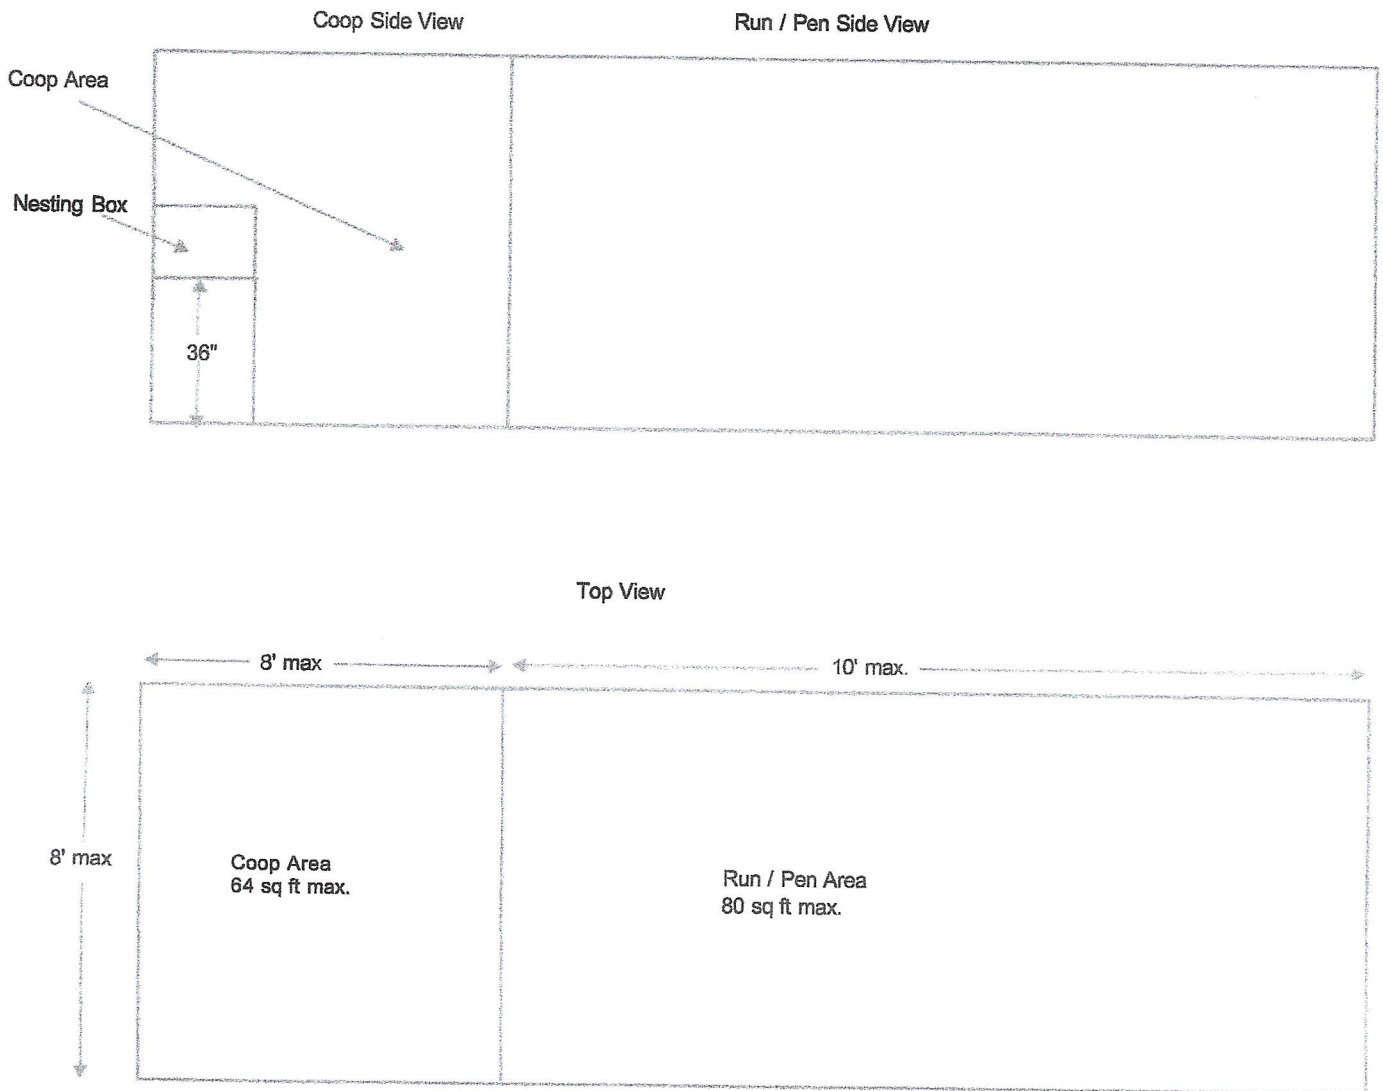 Coop Side View
Run / Pen Side View
Coop Area
Nesting Box
36"
Top View
8' max
10' max.
8' max
Coop Area
64 sq ft max.
Run / Pen Area
80 sq ft max.